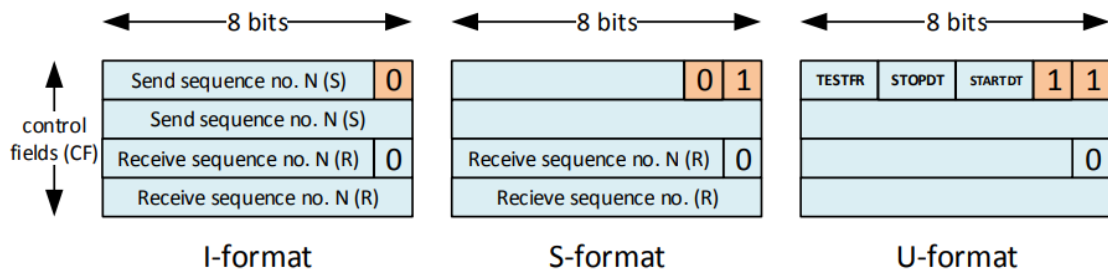 8 bits
8 bits
8 bits
control
fields (CF)
Send sequence no. N (S) 0
Send sequence no. N (S)
Receive sequence no. N (R) 0
Receive sequence no. N (R)
I-format
0 1
Receive sequence no. N (R) 0
Recieve sequence no. (R)
S-format
TESTFR STOPDT STARTDT 1 1
0
U-format